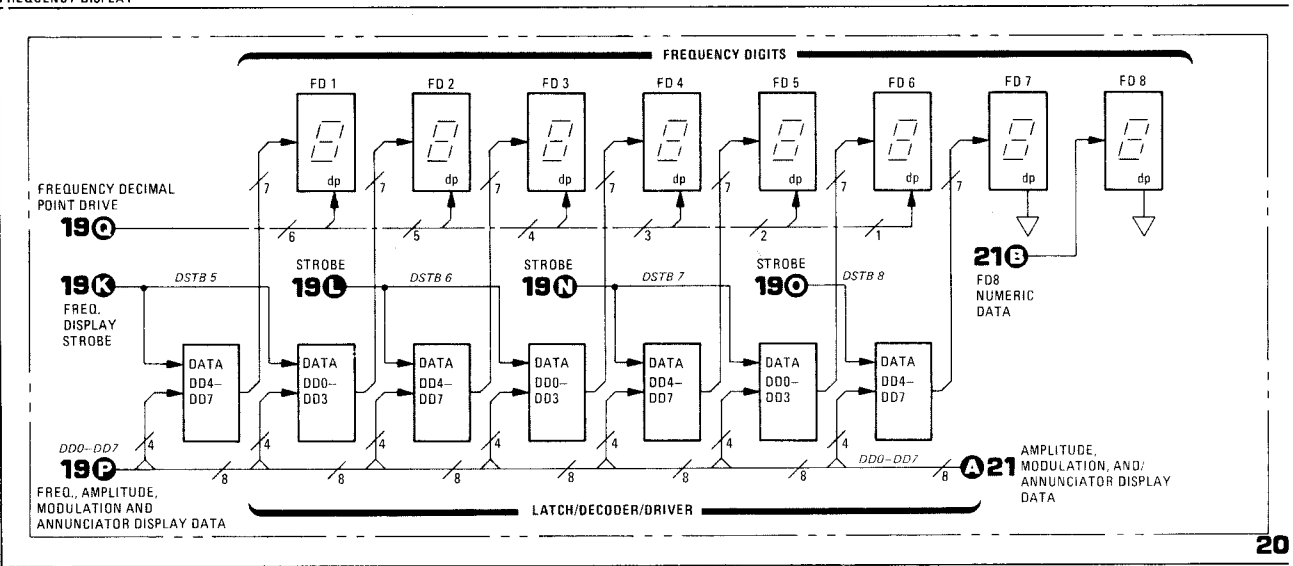 FREQUENCY DISPLAY
FREQUENCY DIGITS
FD 1 FD 2 FD 3 FD 4 FD 5 FD 6 FD 7 FD 8
dp dp dp dp dp dp dp dp
7 7 7 7 7 7 7
FREQUENCY DECIMAL
POINT DRIVE
19Q
6 5 4 3 2 1
19K
FREQ.
DISPLAY
STROBE
DSTB 5
STROBE
19L
DSTB 6
STROBE
19N
DSTB 7
STROBE
19O
DSTB 8
21B
FD8
NUMERIC
DATA
DATA
DD4–
DD7
DATA
DD0–
DD3
DATA
DD4–
DD7
DATA
DD0–
DD3
DATA
DD4–
DD7
DATA
DD0–
DD3
DATA
DD4–
DD7
4 4 4 4 4 4 4
DD0–DD7
19P
FREQ., AMPLITUDE,
MODULATION AND
ANNUNCIATOR DISPLAY DATA
8 8 8 8 8 8 8
DD0–DD7
A 21
AMPLITUDE,
MODULATION, AND/
ANNUNCIATOR DISPLAY
DATA
LATCH/DECODER/DRIVER
20